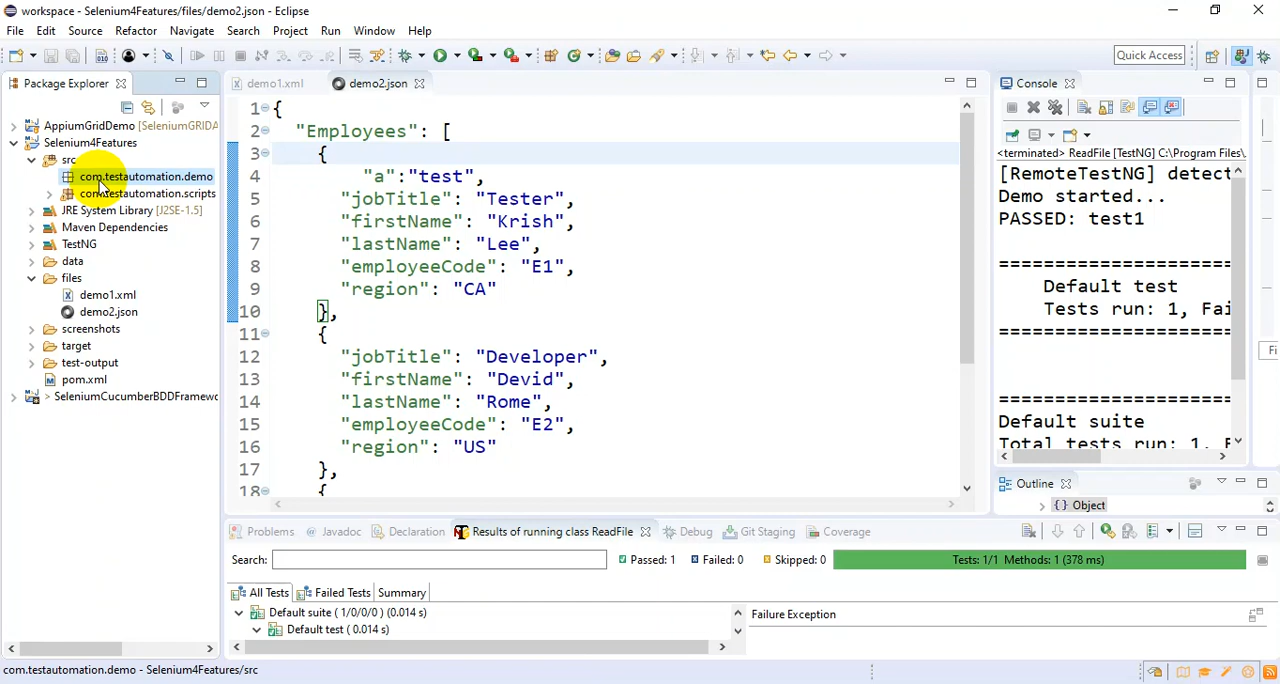 workspace - Selenium4Features/files/demo2.json - Eclipse
File Edit Source Refactor Navigate Search Project Run Window Help
Quick Access
Package Explorer
AppiumGridDemo [SeleniumGRIDA
Selenium4Features
src
com.testautomation.demo
com.testautomation.scripts
JRE System Library [J2SE-1.5]
Maven Dependencies
TestNG
data
files
demo1.xml
demo2.json
screenshots
target
test-output
pom.xml
> SeleniumCucumberBDDFramewo
demo1.xml demo2.json
1 {
2 "Employees": [
3 {
4 "a":"test",
5 "jobTitle": "Tester",
6 "firstName": "Krish",
7 "lastName": "Lee",
8 "employeeCode": "E1",
9 "region": "CA"
10 },
11 {
12 "jobTitle": "Developer",
13 "firstName": "Devid",
14 "lastName": "Rome",
15 "employeeCode": "E2",
16 "region": "US"
17 },
18 {
Console
<terminated> ReadFile [TestNG] C:\Program Files\
[RemoteTestNG] detect
Demo started...
PASSED: test1
===============================
Default test
Tests run: 1, Fai
===============================
===============================
Default suite
Total tests run: 1, F
Fi
Outline
{} Object
Problems @ Javadoc Declaration Results of running class ReadFile Debug Git Staging Coverage
Search: Passed: 1 Failed: 0 Skipped: 0 Tests: 1/1 Methods: 1 (378 ms)
All Tests Failed Tests Summary
Default suite ( 1/0/0/0 ) (0.014 s)
Default test ( 0.014 s)
Failure Exception
com.testautomation.demo - Selenium4Features/src